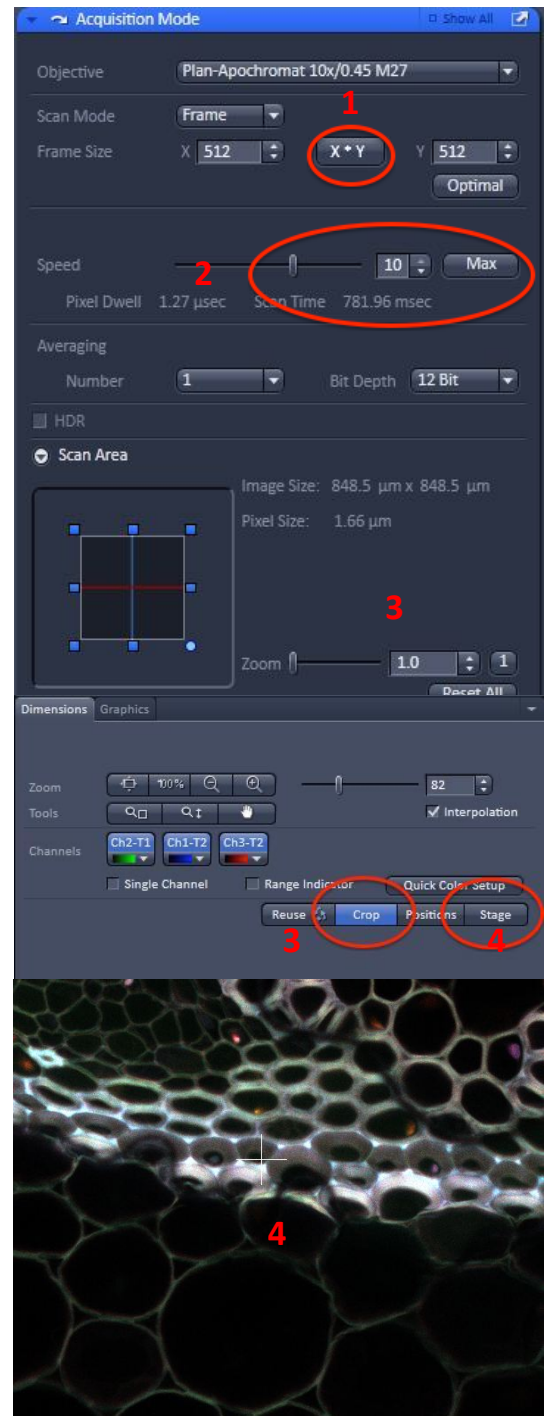 Acquisition Mode Show All
Objective Plan-Apochromat 10x/0.45 M27
1
Scan Mode Frame
Frame Size X 512 X * Y Y 512
Optimal
Speed 2 10 Max
Pixel Dwell 1.27 µsec Scan Time 781.96 msec
Averaging
Number 1 Bit Depth 12 Bit
HDR
Scan Area
Image Size: 848.5 µm x 848.5 µm
Pixel Size: 1.66 µm
3
Zoom 1.0 1
Reset All
Dimensions Graphics
Zoom 100% 82
Tools Interpolation
Channels Ch2-T1 Ch1-T2 Ch3-T2
Single Channel Range Indicator Quick Color Setup
Reuse Crop Positions Stage
3 4
4